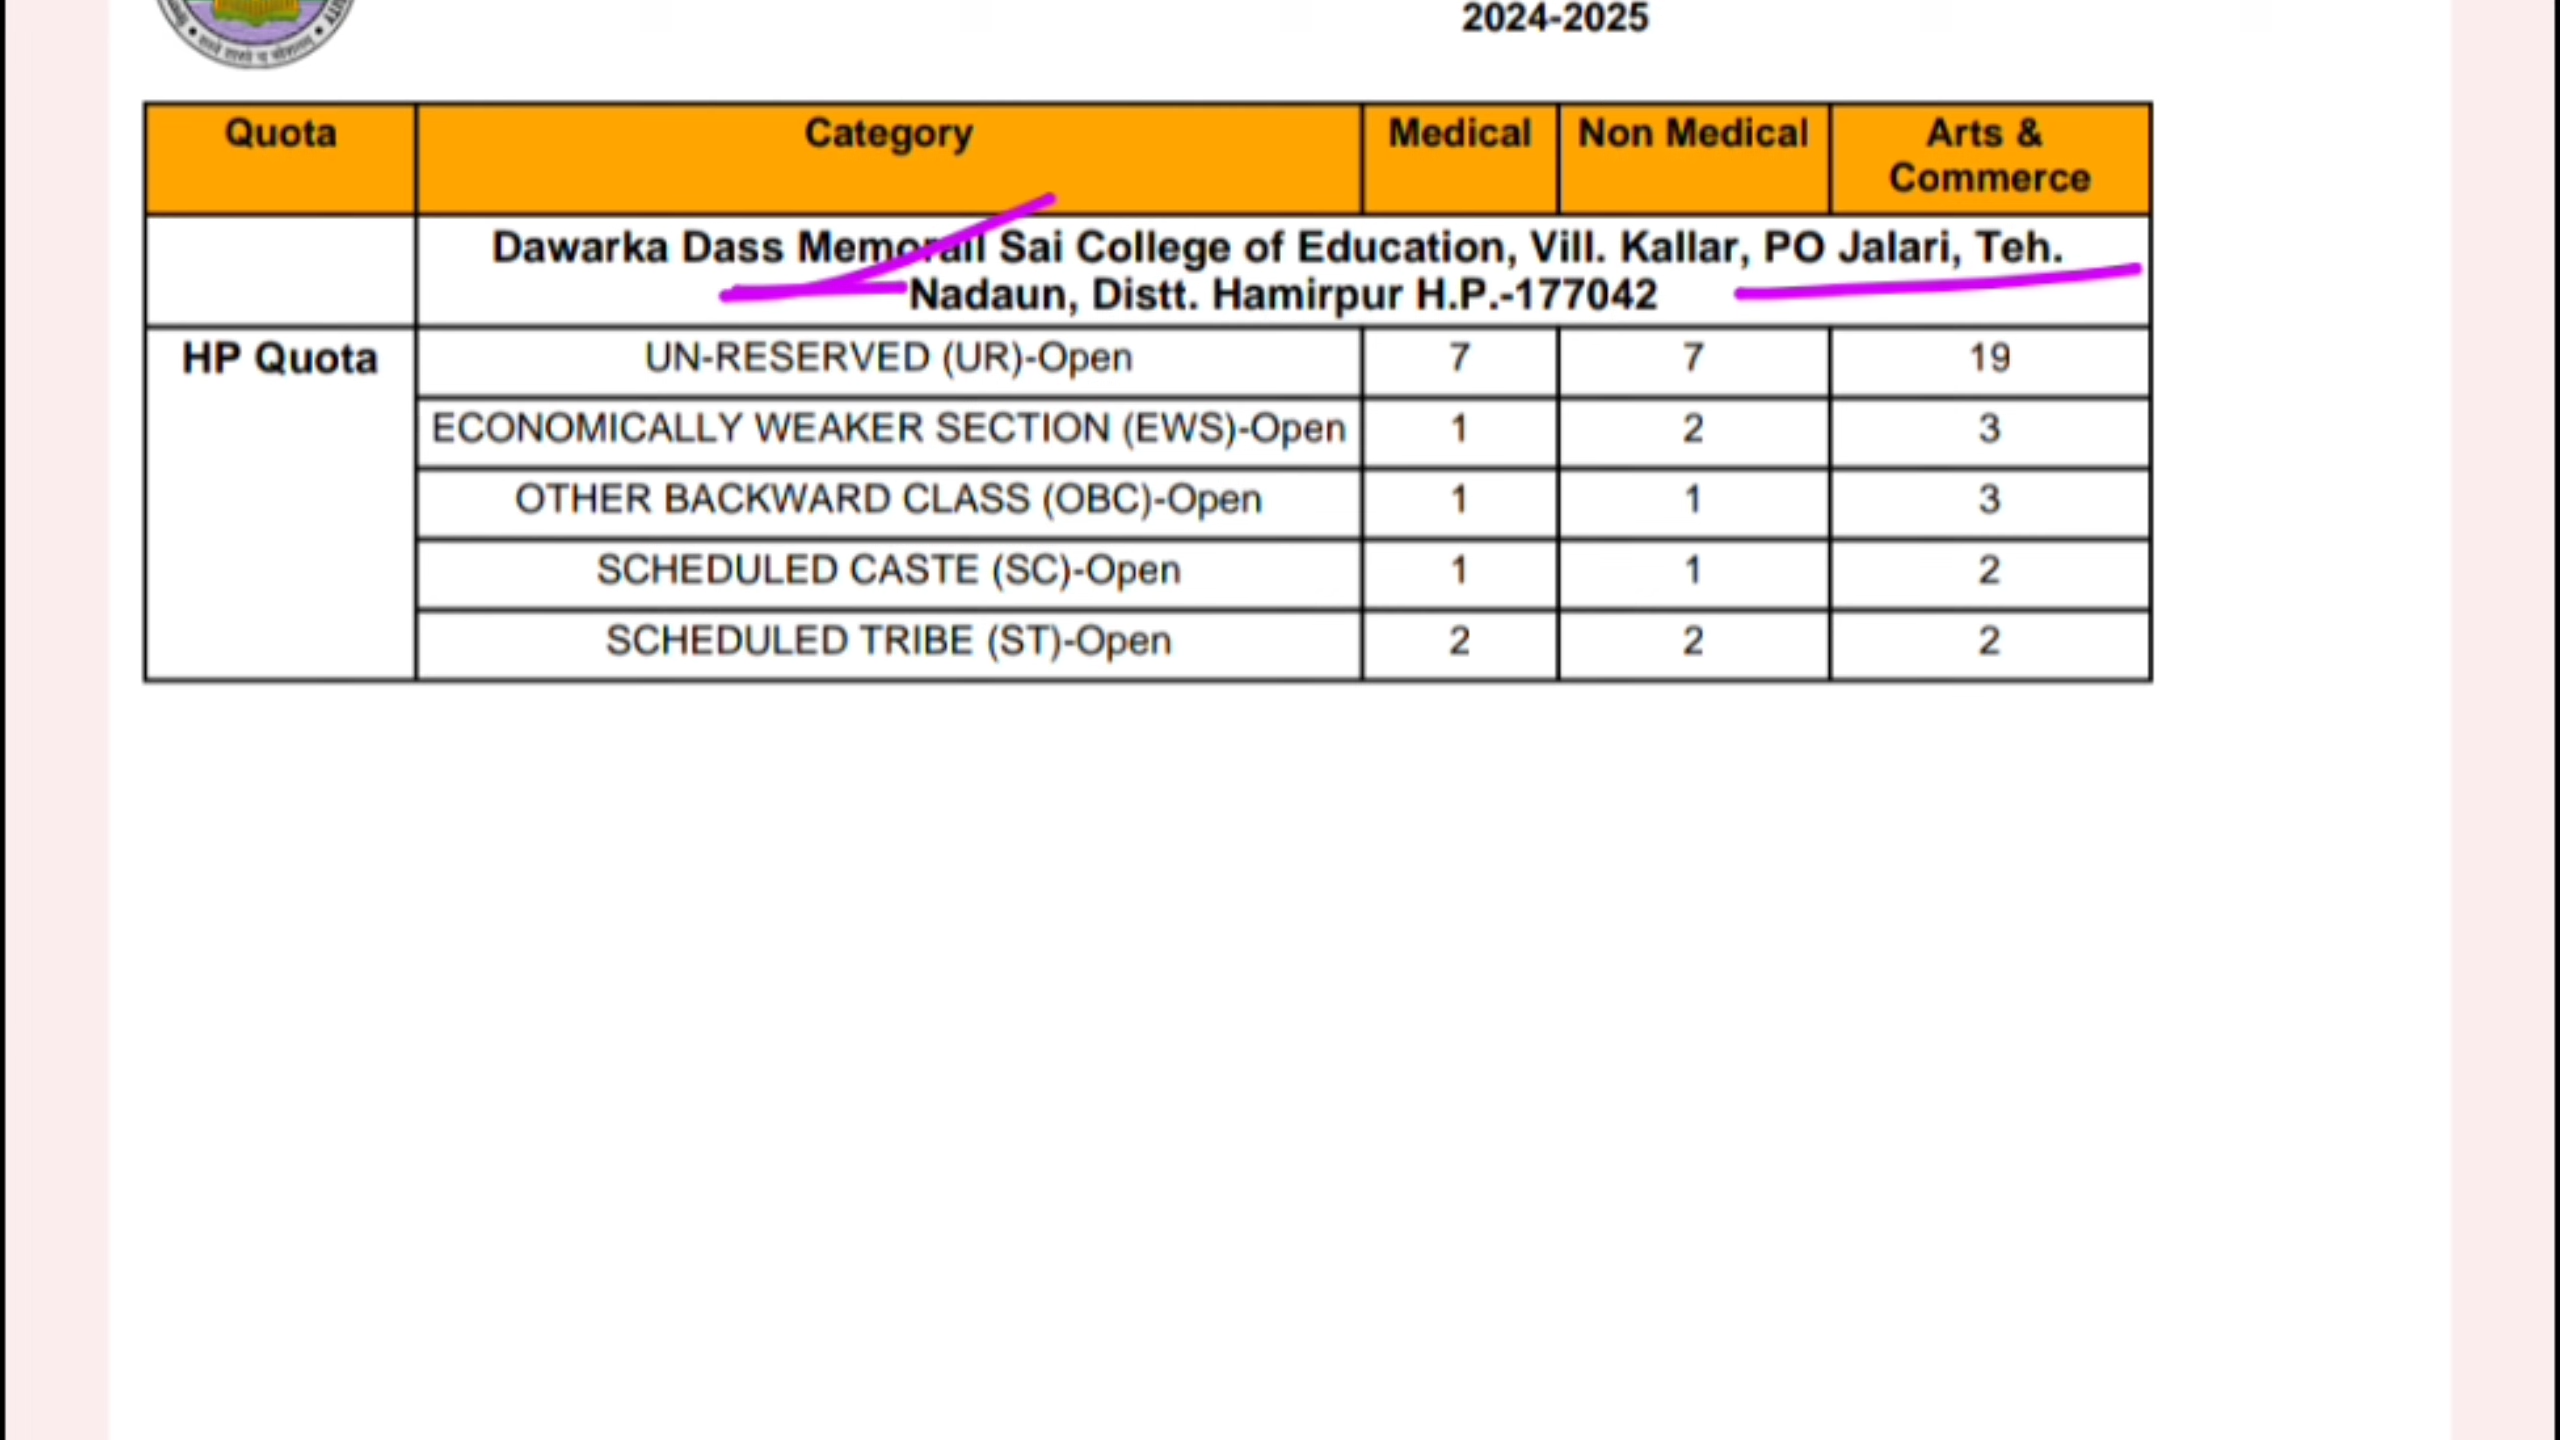 2024-2025
Quota Category Medical Non Medical Arts &
Commerce
Dawarka Dass Memorail Sai College of Education, Vill. Kallar, PO Jalari, Teh.
Nadaun, Distt. Hamirpur H.P.-177042
HP Quota UN-RESERVED (UR)-Open 7 7 19
ECONOMICALLY WEAKER SECTION (EWS)-Open 1 2 3
OTHER BACKWARD CLASS (OBC)-Open 1 1 3
SCHEDULED CASTE (SC)-Open 1 1 2
SCHEDULED TRIBE (ST)-Open 2 2 2